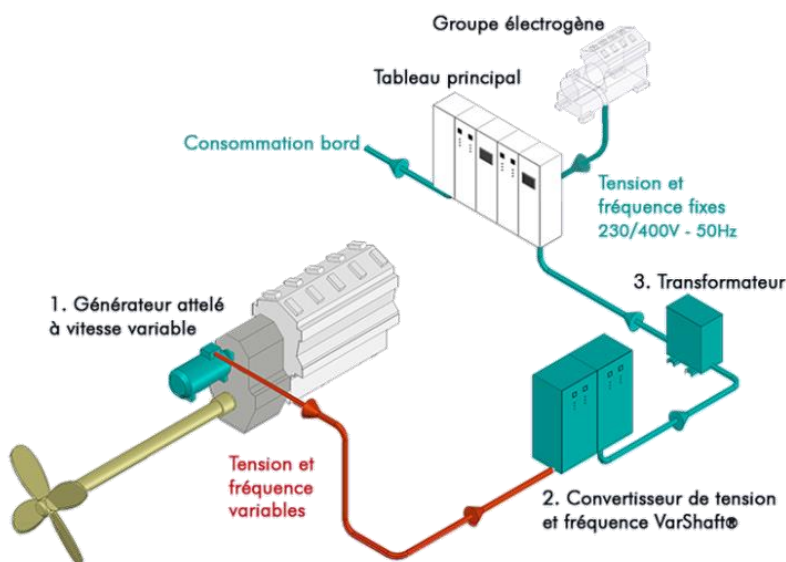 Groupe électrogène
Tableau principal
Consommation bord
Tension et
fréquence fixes
230/400V - 50Hz
3. Transformateur
1. Générateur attelé
à vitesse variable
Tension et
fréquence
variables
2. Convertisseur de tension
et fréquence VarShaft®